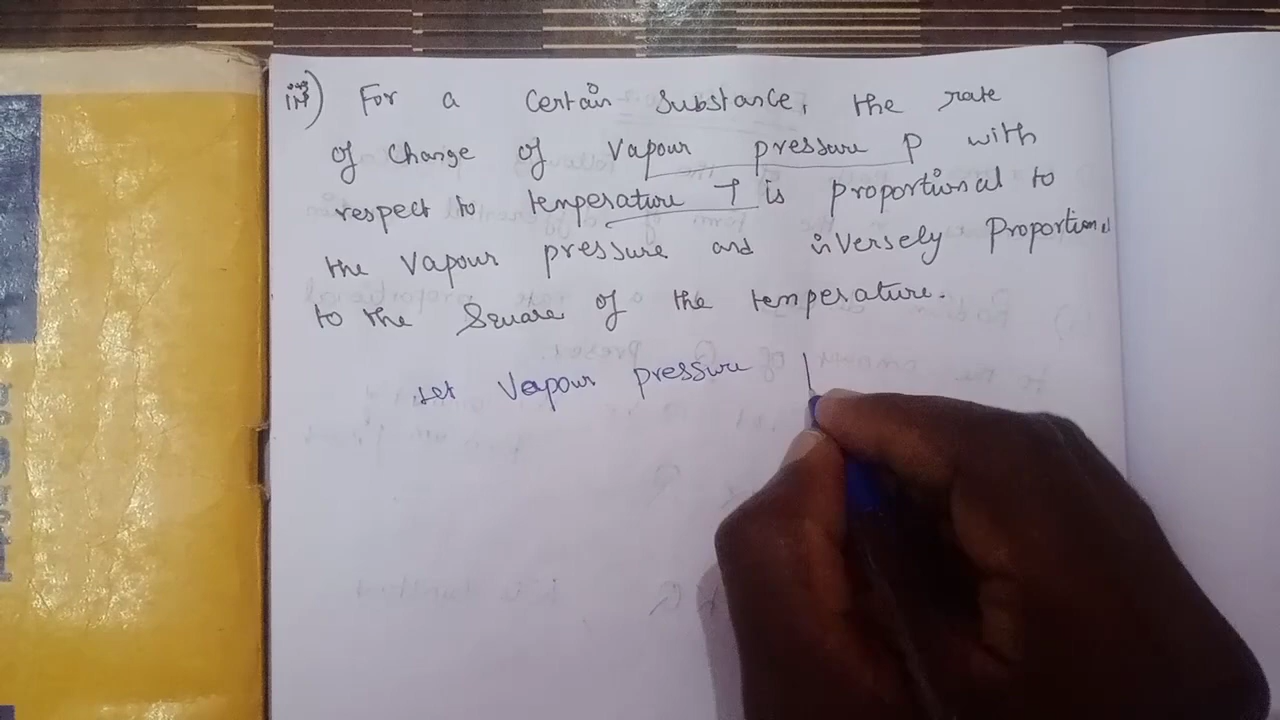 iii) For a Certain Substance, the rate
of change of Vapour pressure P with
respect to temperature T is proportional to
the Vapour pressure and inversely Proportional
to the Square of the temperature.
Let Vapour pressure